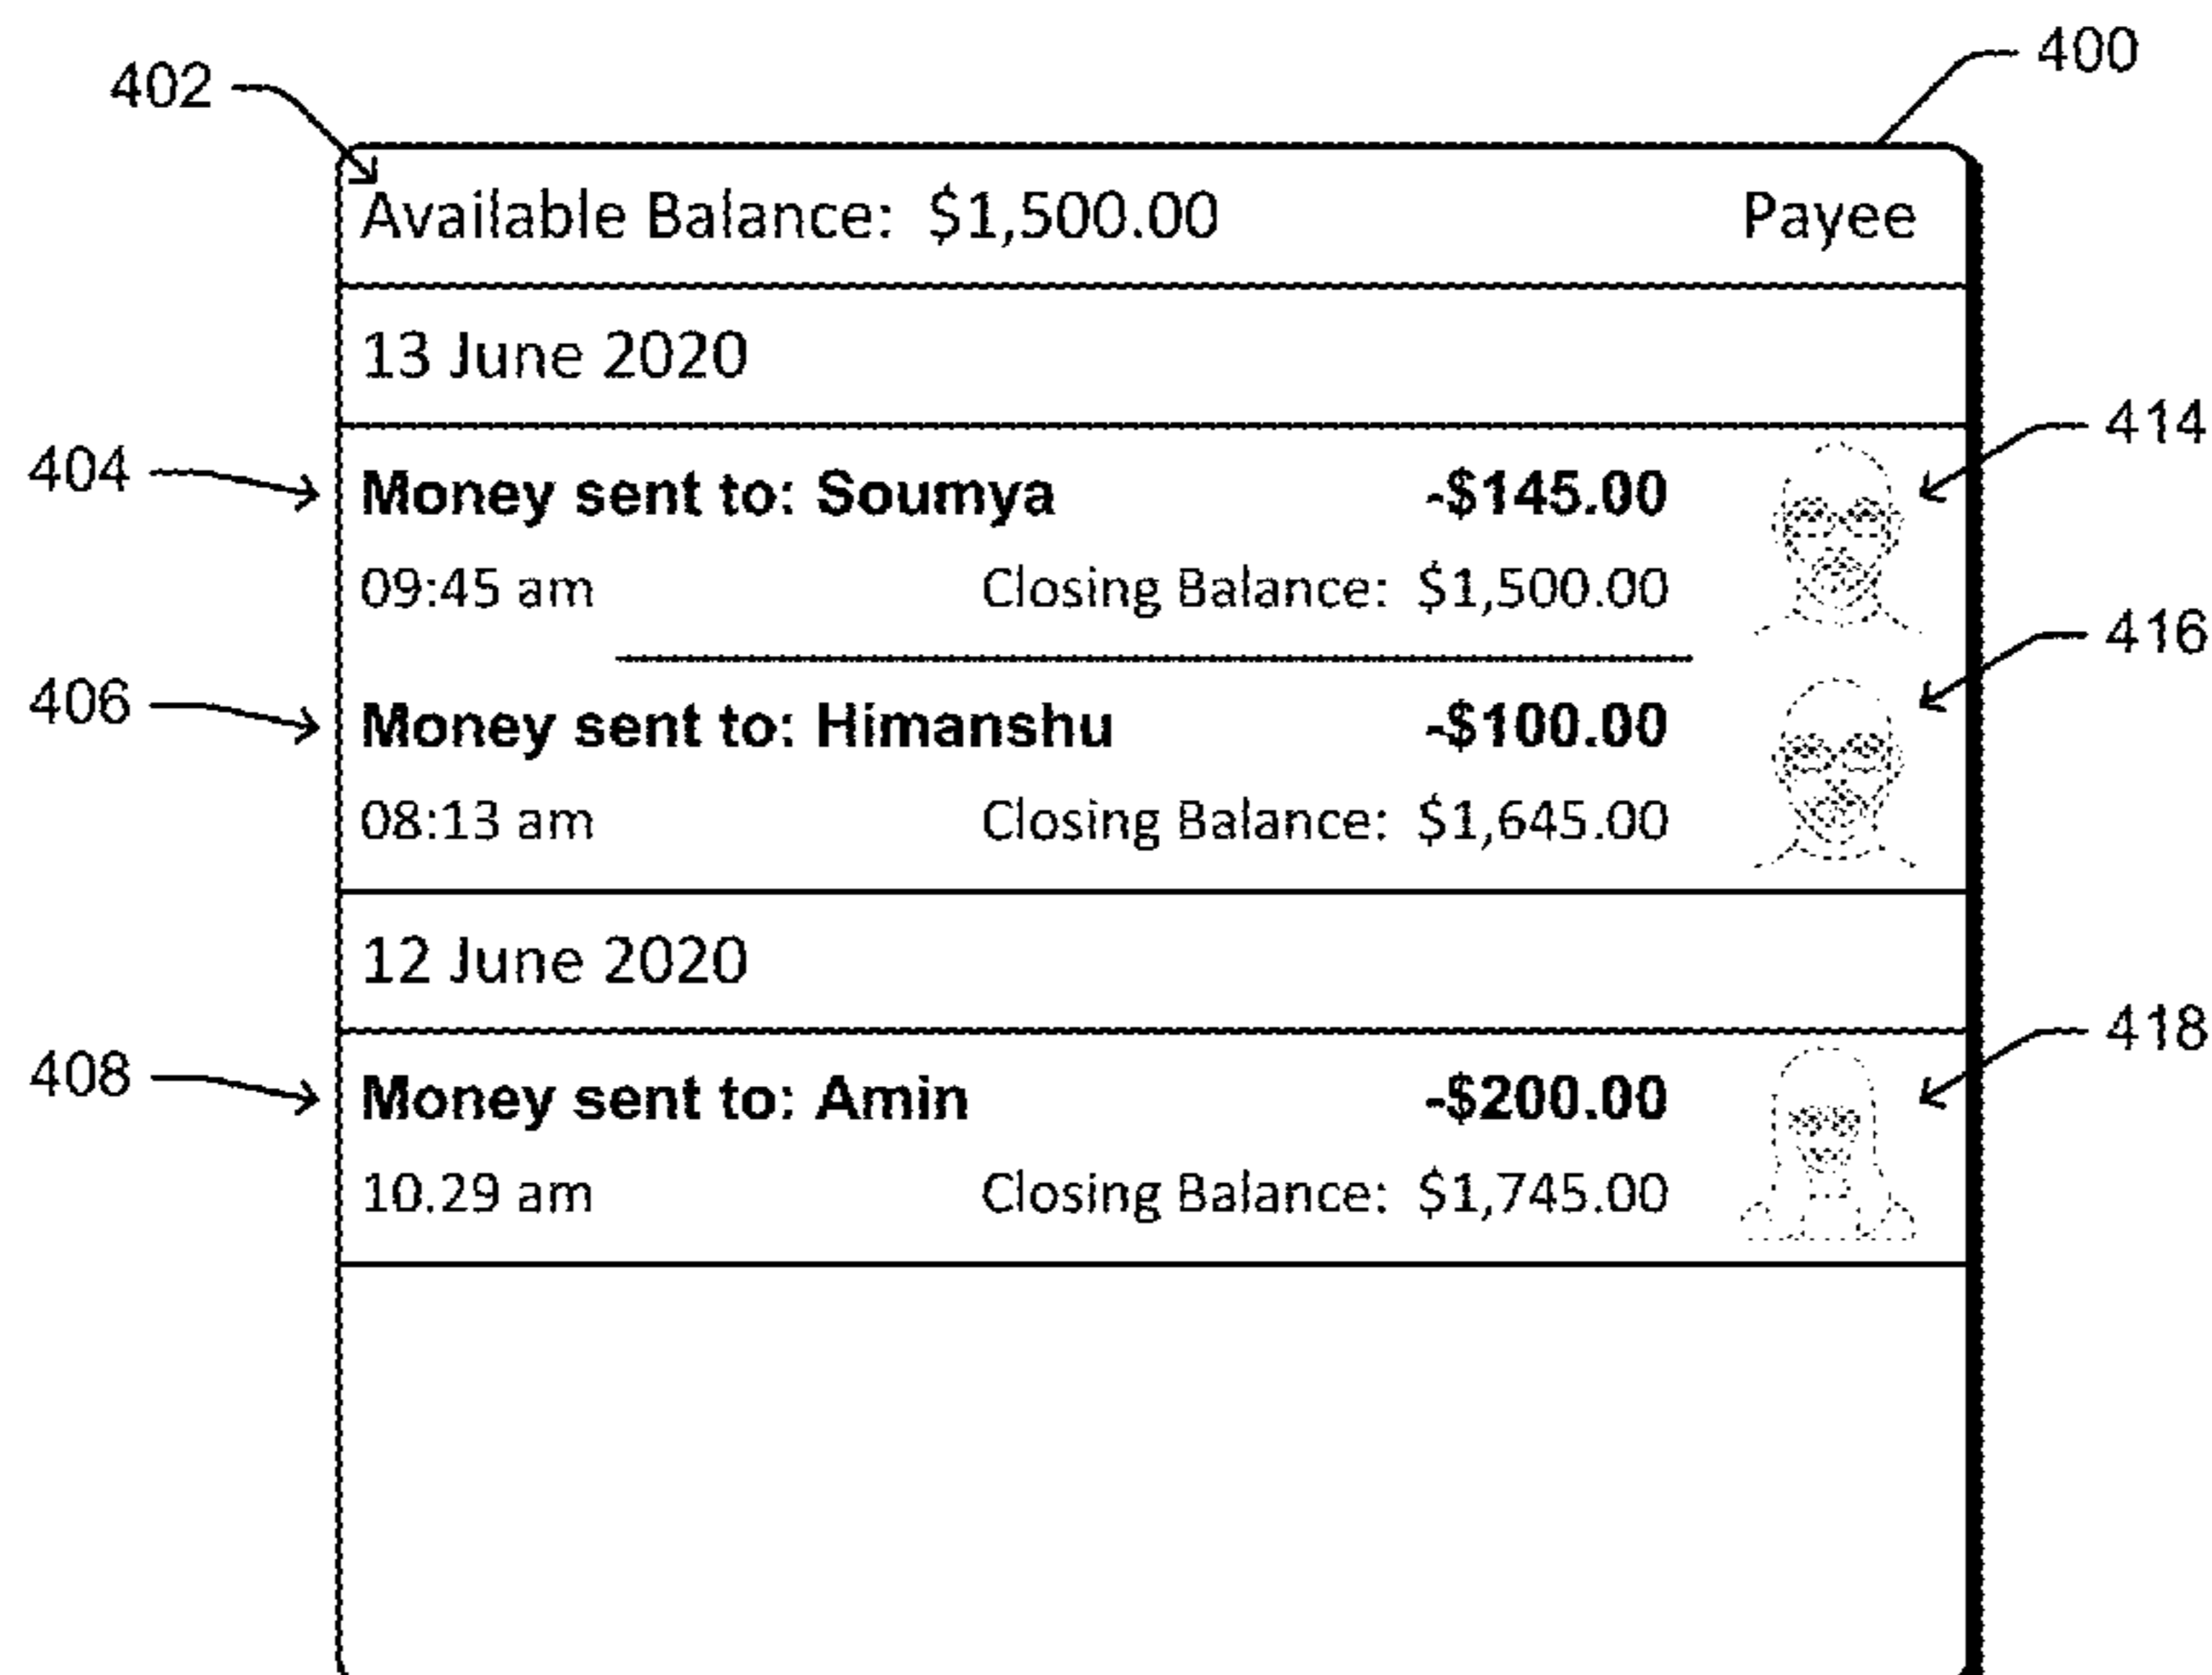 400
402
Available Balance: $1,500.00 Payee
13 June 2020
414
404
Money sent to: Soumya -$145.00
09:45 am Closing Balance: $1,500.00
416
406
Money sent to: Himanshu -$100.00
08:13 am Closing Balance: $1,645.00
12 June 2020
418
408
Money sent to: Amin -$200.00
10.29 am Closing Balance: $1,745.00